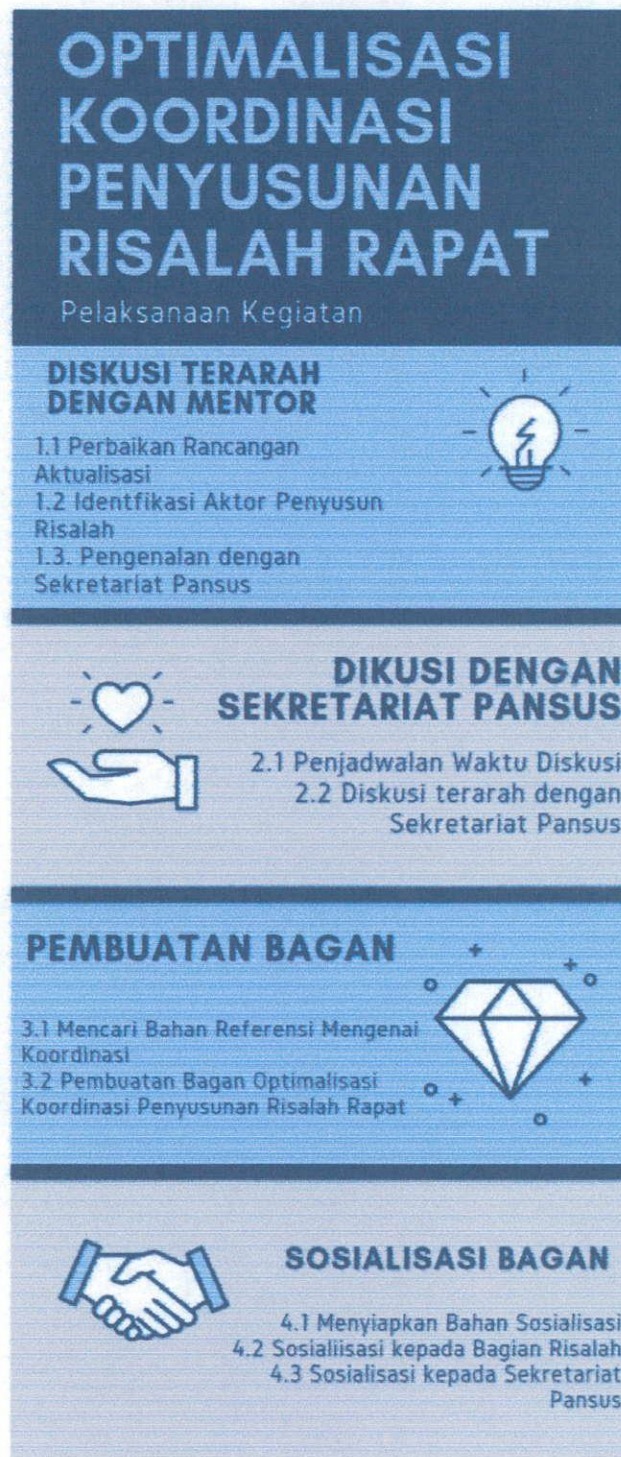 OPTIMALISASI
KOORDINASI
PENYUSUNAN
RISALAH RAPAT
Pelaksanaan Kegiatan
DISKUSI TERARAH
DENGAN MENTOR
1.1 Perbaikan Rancangan
Aktualisasi
1.2 Identfikasi Aktor Penyusun
Risalah
1.3. Pengenalan dengan
Sekretariat Pansus
DIKUSI DENGAN
SEKRETARIAT PANSUS
2.1 Penjadwalan Waktu Diskusi
2.2 Diskusi terarah dengan
Sekretariat Pansus
PEMBUATAN BAGAN
3.1 Mencari Bahan Referensi Mengenai
Koordinasi
3.2 Pembuatan Bagan Optimalisasi
Koordinasi Penyusunan Risalah Rapat
SOSIALISASI BAGAN
4.1 Menyiapkan Bahan Sosialisasi
4.2 Sosialiisasi kepada Bagian Risalah
4.3 Sosialisasi kepada Sekretariat
Pansus